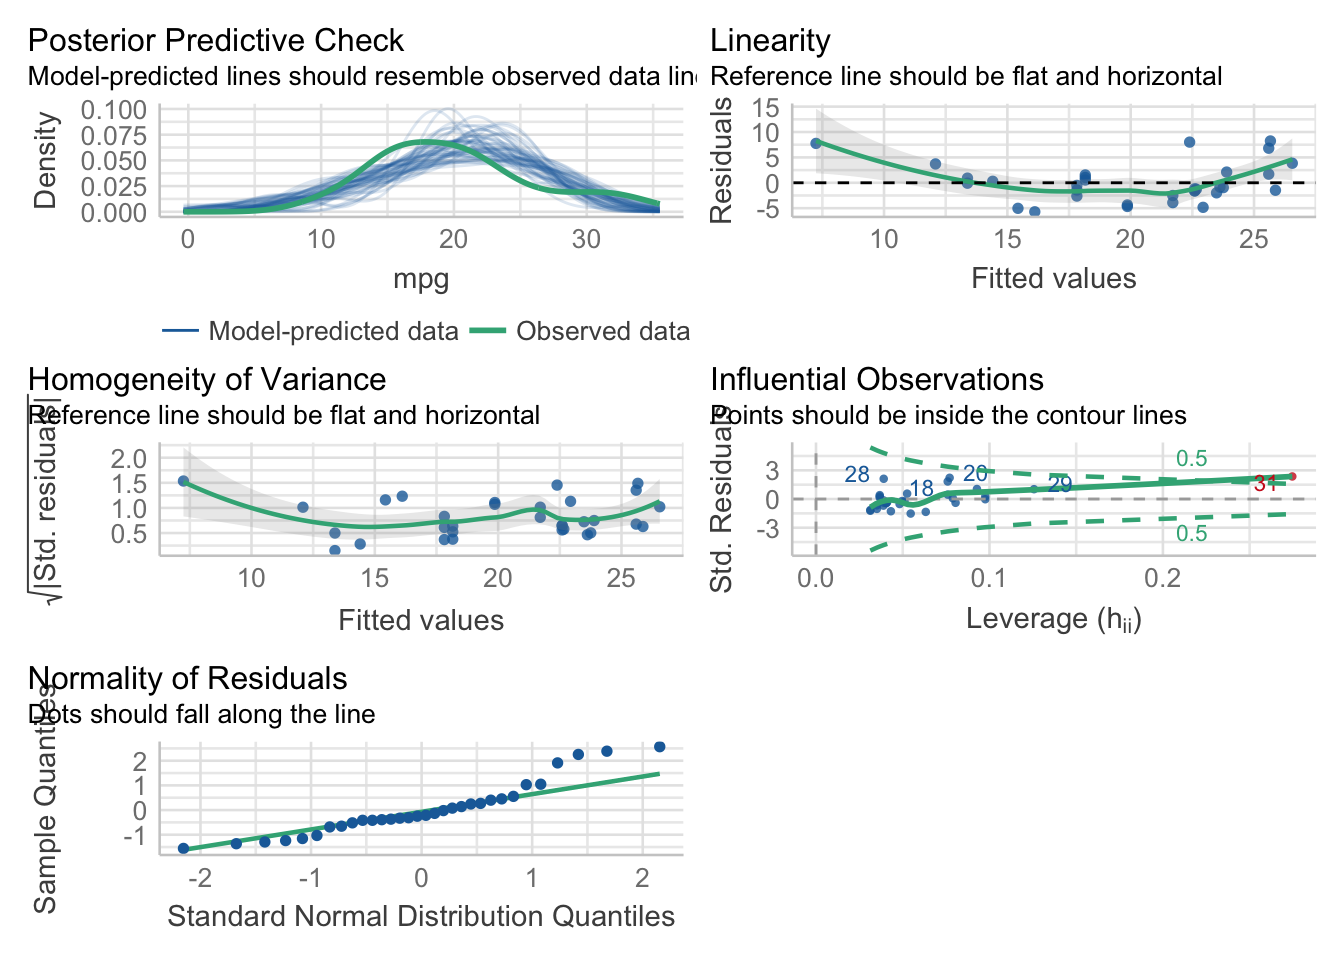 Posterior Predictive Check
Model-predicted lines should resemble observed data lin
Density
0.100
0.075
0.050
0.025
0.000
0 10 20 30
mpg
Model-predicted data Observed data
Linearity
Reference line should be flat and horizontal
Residuals
15
10
5
0
-5
10 15 20 25
Fitted values
Homogeneity of Variance
Reference line should be flat and horizontal
√|Std. residuals|
2.0
1.5
1.0
0.5
10 15 20 25
Fitted values
Influential Observations
Points should be inside the contour lines
Std. Residuals
3
0
-3
28
18
20
29
31
0.5
0.5
0.0 0.1 0.2
Leverage (hii)
Normality of Residuals
Dots should fall along the line
Sample Quantiles
2
1
0
-1
-2 -1 0 1 2
Standard Normal Distribution Quantiles